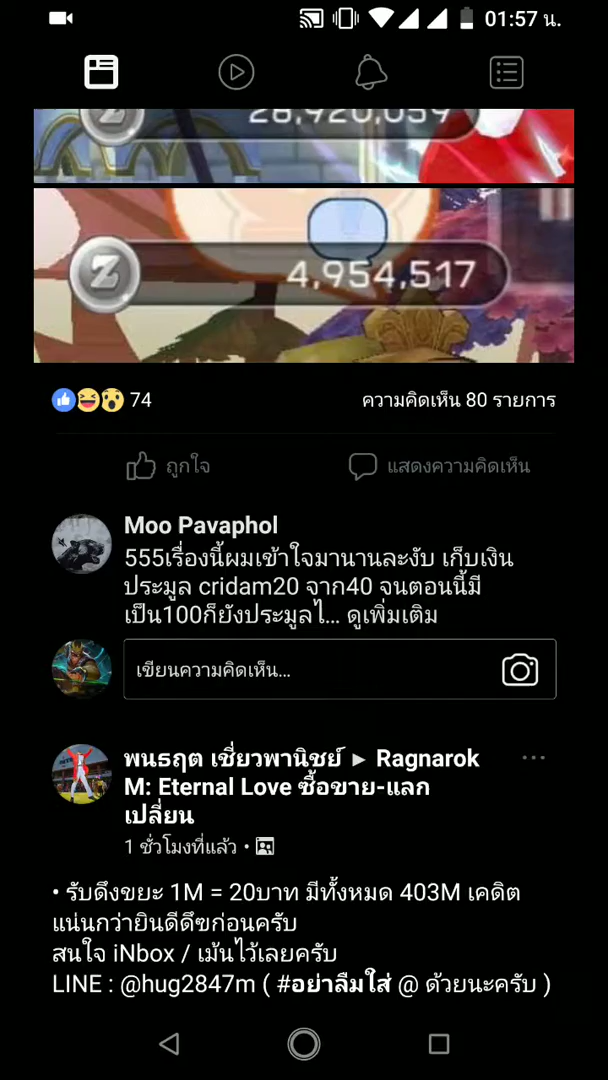 01:57 น.
28,920,059
Z
4,954,517
74
ความคิดเห็น 80 รายการ
ถูกใจ
แสดงความคิดเห็น
Moo Pavaphol
555เรื่องนี้ผมเข้าใจมานานละงับ เก็บเงิน
ประมูล cridam20 จาก40 จนตอนนี้มี
เป็น100ก็ยังประมูลไ... ดูเพิ่มเติม
เขียนความคิดเห็น...
พนธฤต เชี่ยวพานิชย์ ▸ Ragnarok
M: Eternal Love ซื้อขาย-แลก
เปลี่ยน
1 ชั่วโมงที่แล้ว •
• รับดึงขยะ 1M = 20บาท มีทั้งหมด 403M เคดิต
แน่นกว่ายินดีดึฃก่อนครับ
สนใจ iNbox / เม้นไว้เลยครับ
LINE : @hug2847m ( #อย่าลืมใส่ @ ด้วยนะครับ )